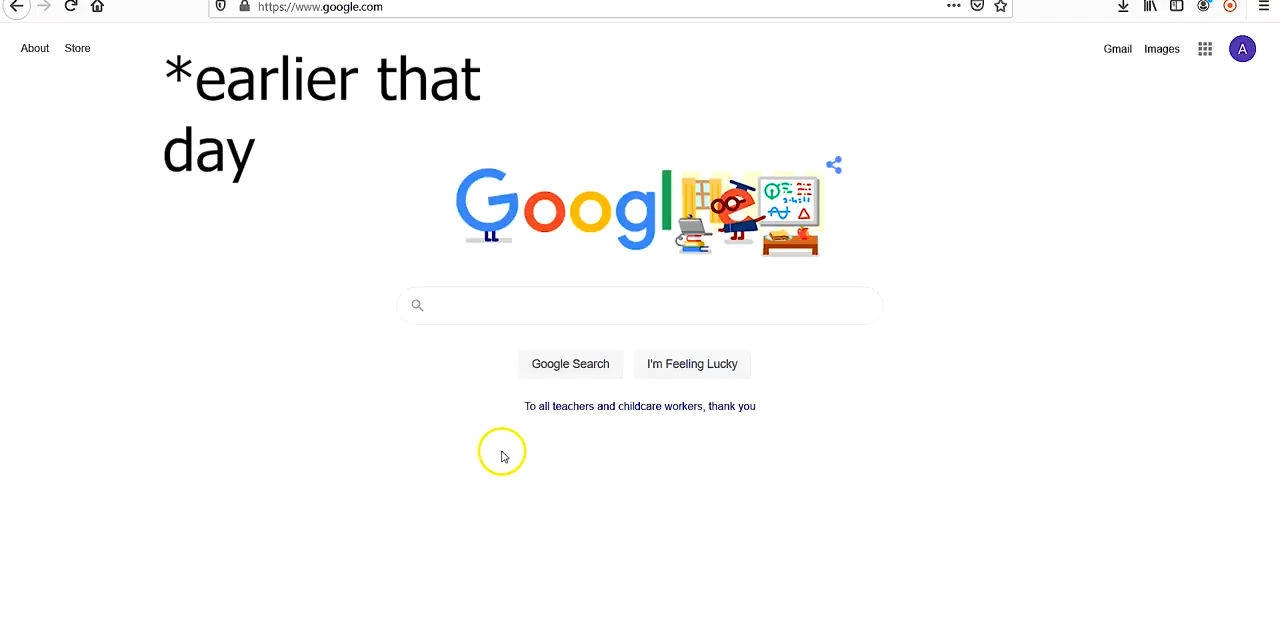 https://www.google.com
About Store
Gmail Images
A
*earlier that
day
Google
Google Search
I'm Feeling Lucky
To all teachers and childcare workers, thank you